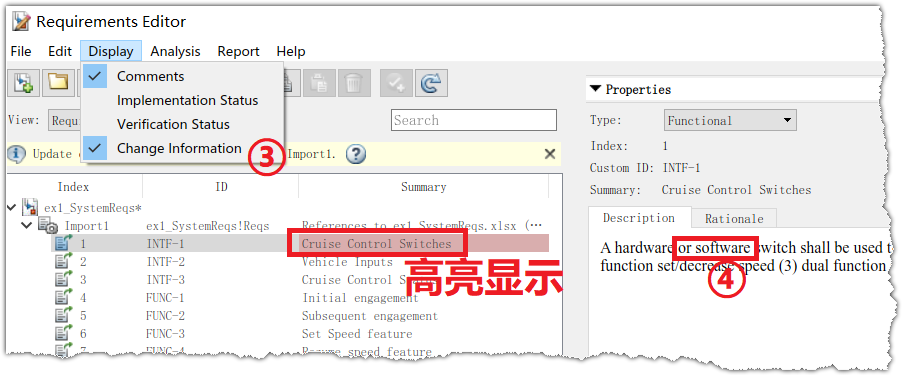 Requirements Editor
File Edit Display Analysis Report Help
Comments
Implementation Status
Verification Status
Change Information
③
View: Requi
Search
Update
Import1.
Index ID Summary
ex1_SystemReqs*
Import1 ex1_SystemReqs!Reqs References to ex1_SystemReqs.xlsx (…
1 INTF-1 Cruise Control Switches
2 INTF-2 Vehicle Inputs
3 INTF-3 Cruise Cont
4 FUNC-1 Initial engagement
5 FUNC-2 Subsequent engagement
6 FUNC-3 Set Speed feature
7 FUNC-4 speed feature
高亮显示
Properties
Type: Functional
Index: 1
Custom ID: INTF-1
Summary: Cruise Control Switches
Description Rationale
A hardware or software switch shall be used t
function set/decrease speed (3) dual function
④